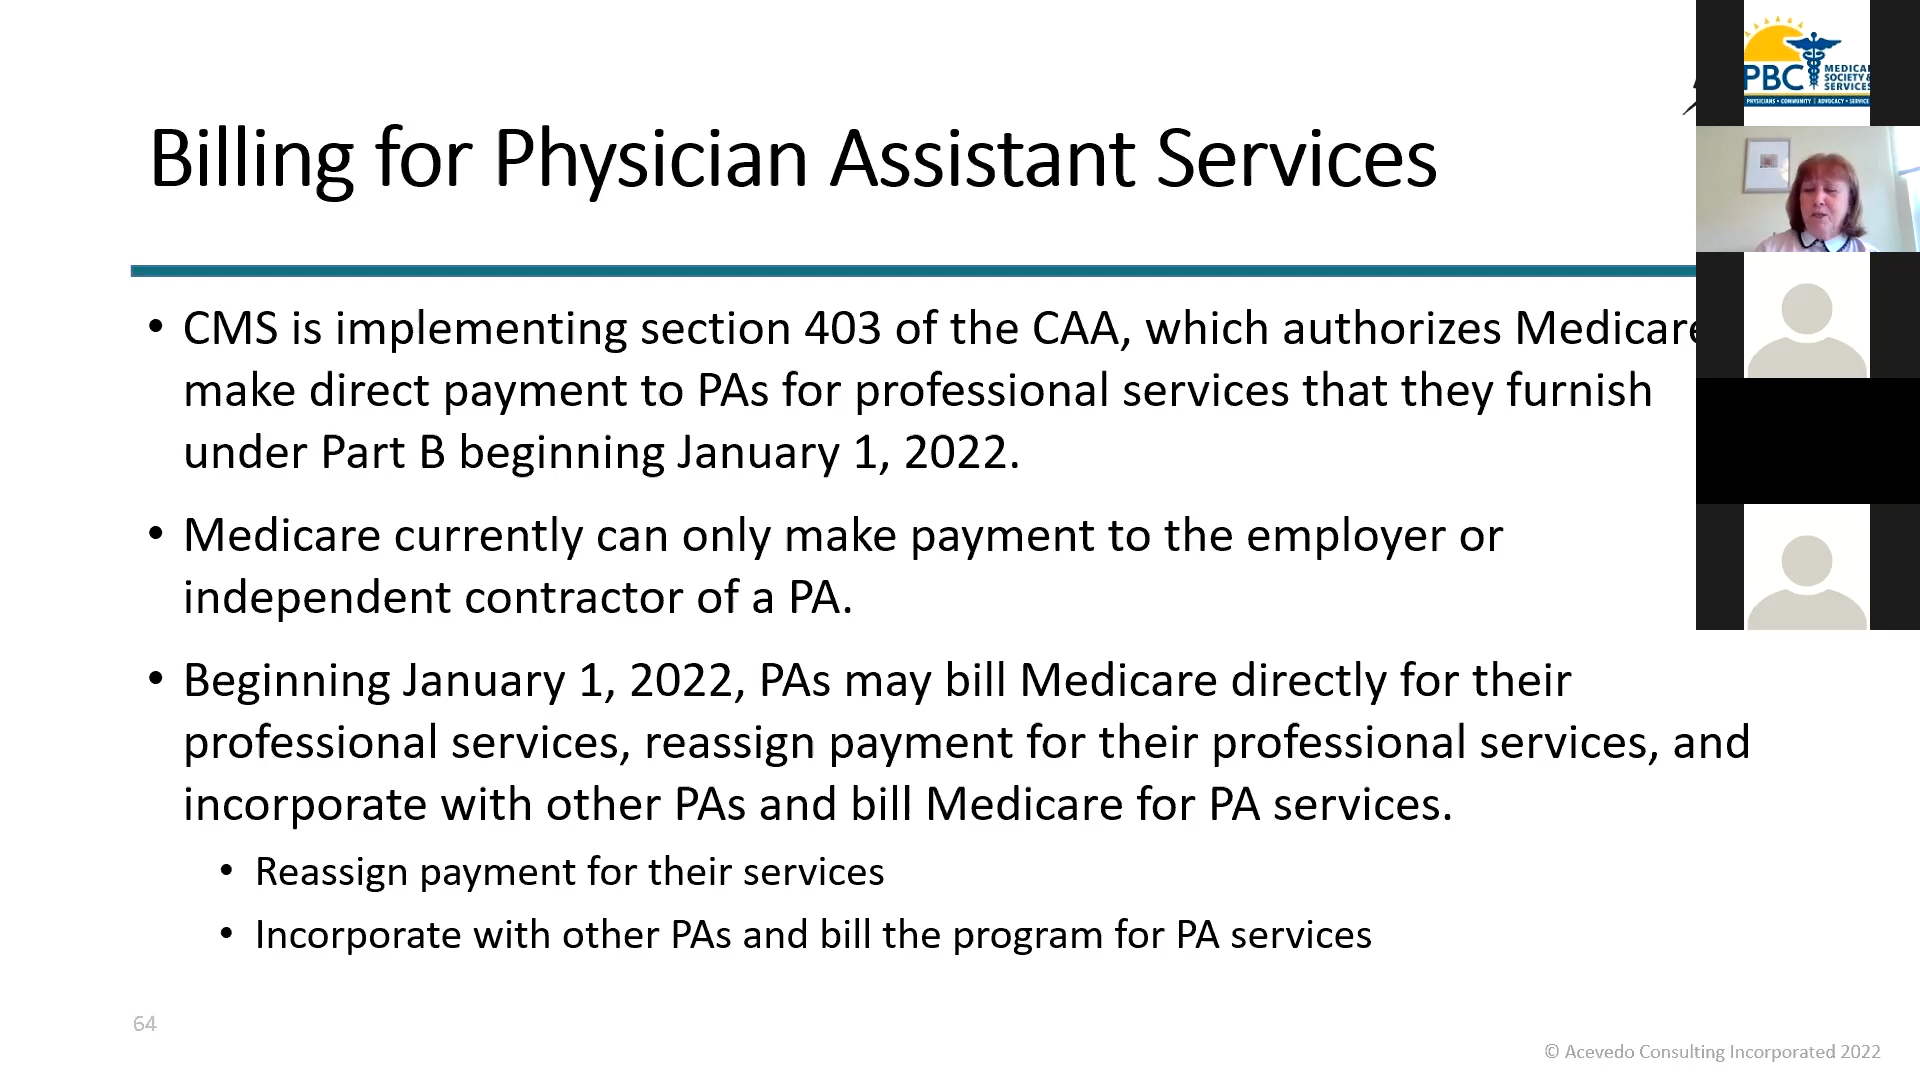 Billing for Physician Assistant Services
• CMS is implementing section 403 of the CAA, which authorizes Medicare
make direct payment to PAs for professional services that they furnish
under Part B beginning January 1, 2022.
• Medicare currently can only make payment to the employer or
independent contractor of a PA.
• Beginning January 1, 2022, PAs may bill Medicare directly for their
professional services, reassign payment for their professional services, and
incorporate with other PAs and bill Medicare for PA services.
• Reassign payment for their services
• Incorporate with other PAs and bill the program for PA services
64
© Acevedo Consulting Incorporated 2022
PBC
MEDICAL
SOCIETY &
SERVICES
PHYSICIANS • COMMUNITY | ADVOCACY • SERVICE